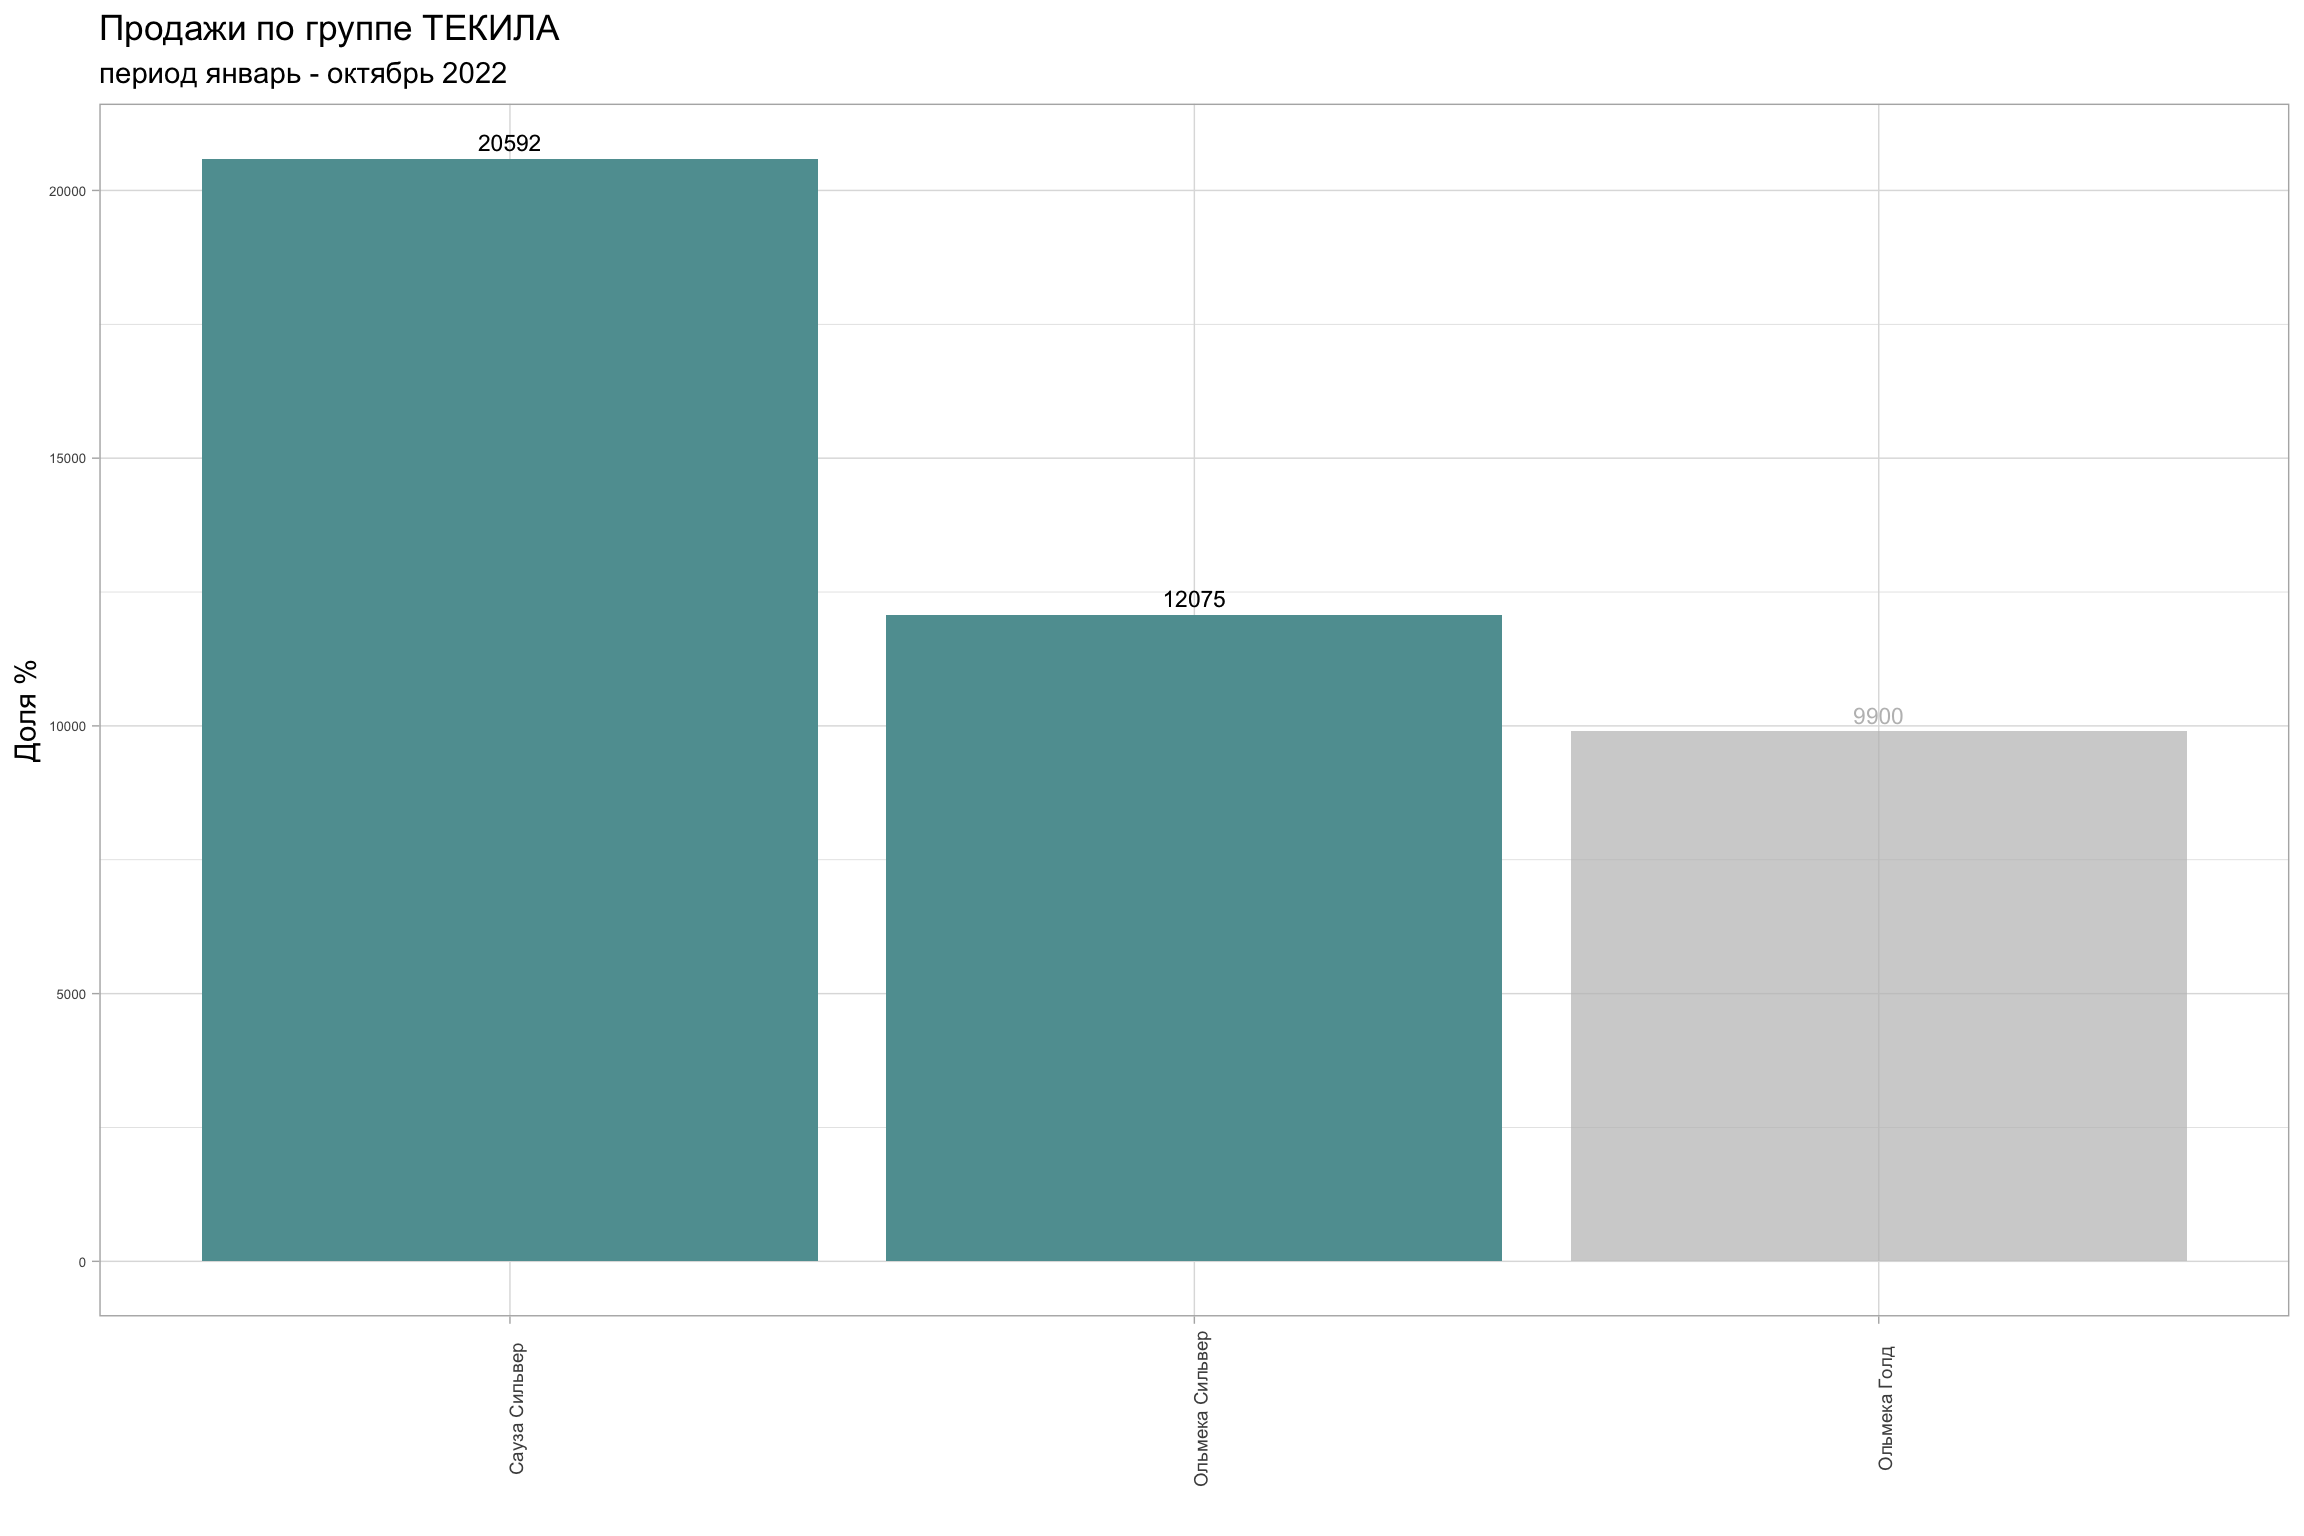 Продажи по группе ТЕКИЛА
период январь - октябрь 2022
Доля %
20000
15000
10000
5000
0
20592
12075
9900
Сауза Сильвер
Ольмека Сильвер
Ольмека Голд